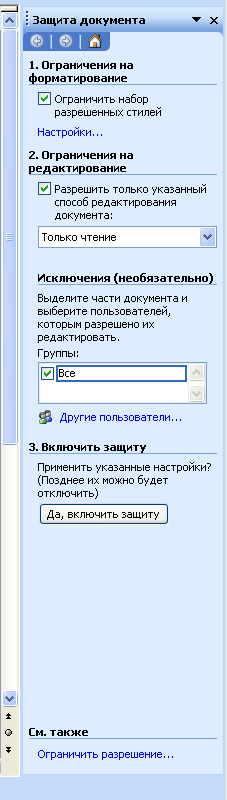 Защита документа
1. Ограничения на
форматирование
Ограничить набор
разрешенных стилей
Настройки...
2. Ограничения на
редактирование
Разрешить только указанный
способ редактирования
документа:
Только чтение
Исключения (необязательно)
Выделите части документа и
выберите пользователей,
которым разрешено их
редактировать.
Группы:
Все
Другие пользователи...
3. Включить защиту
Применить указанные настройки?
(Позднее их можно будет
отключить)
Да, включить защиту
См. также
Ограничить разрешение...